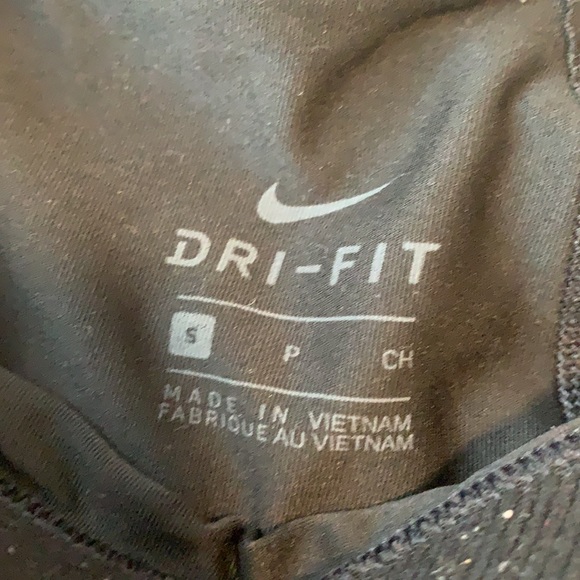 DRI-FIT
S P CH
MADE IN VIETNAM
FABRIQUE AU VIETNAM